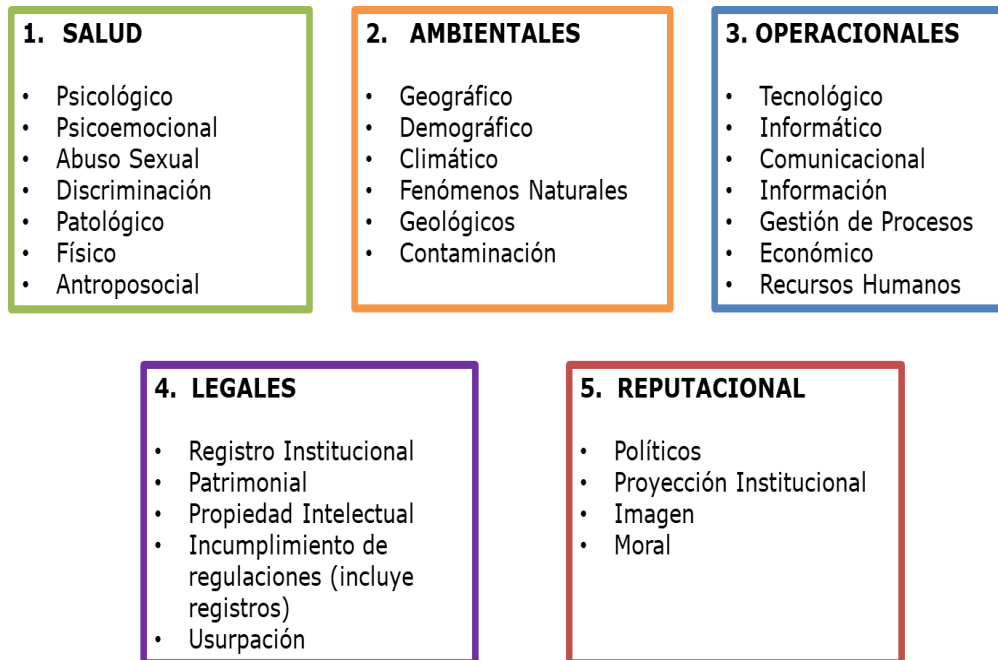 1. SALUD
• Psicológico
• Psicoemocional
• Abuso Sexual
• Discriminación
• Patológico
• Físico
• Antroposocial
2. AMBIENTALES
• Geográfico
• Demográfico
• Climático
• Fenómenos Naturales
• Geológicos
• Contaminación
3. OPERACIONALES
• Tecnológico
• Informático
• Comunicacional
• Información
• Gestión de Procesos
• Económico
• Recursos Humanos
4. LEGALES
• Registro Institucional
• Patrimonial
• Propiedad Intelectual
• Incumplimiento de
regulaciones (incluye
registros)
• Usurpación
5. REPUTACIONAL
• Políticos
• Proyección Institucional
• Imagen
• Moral